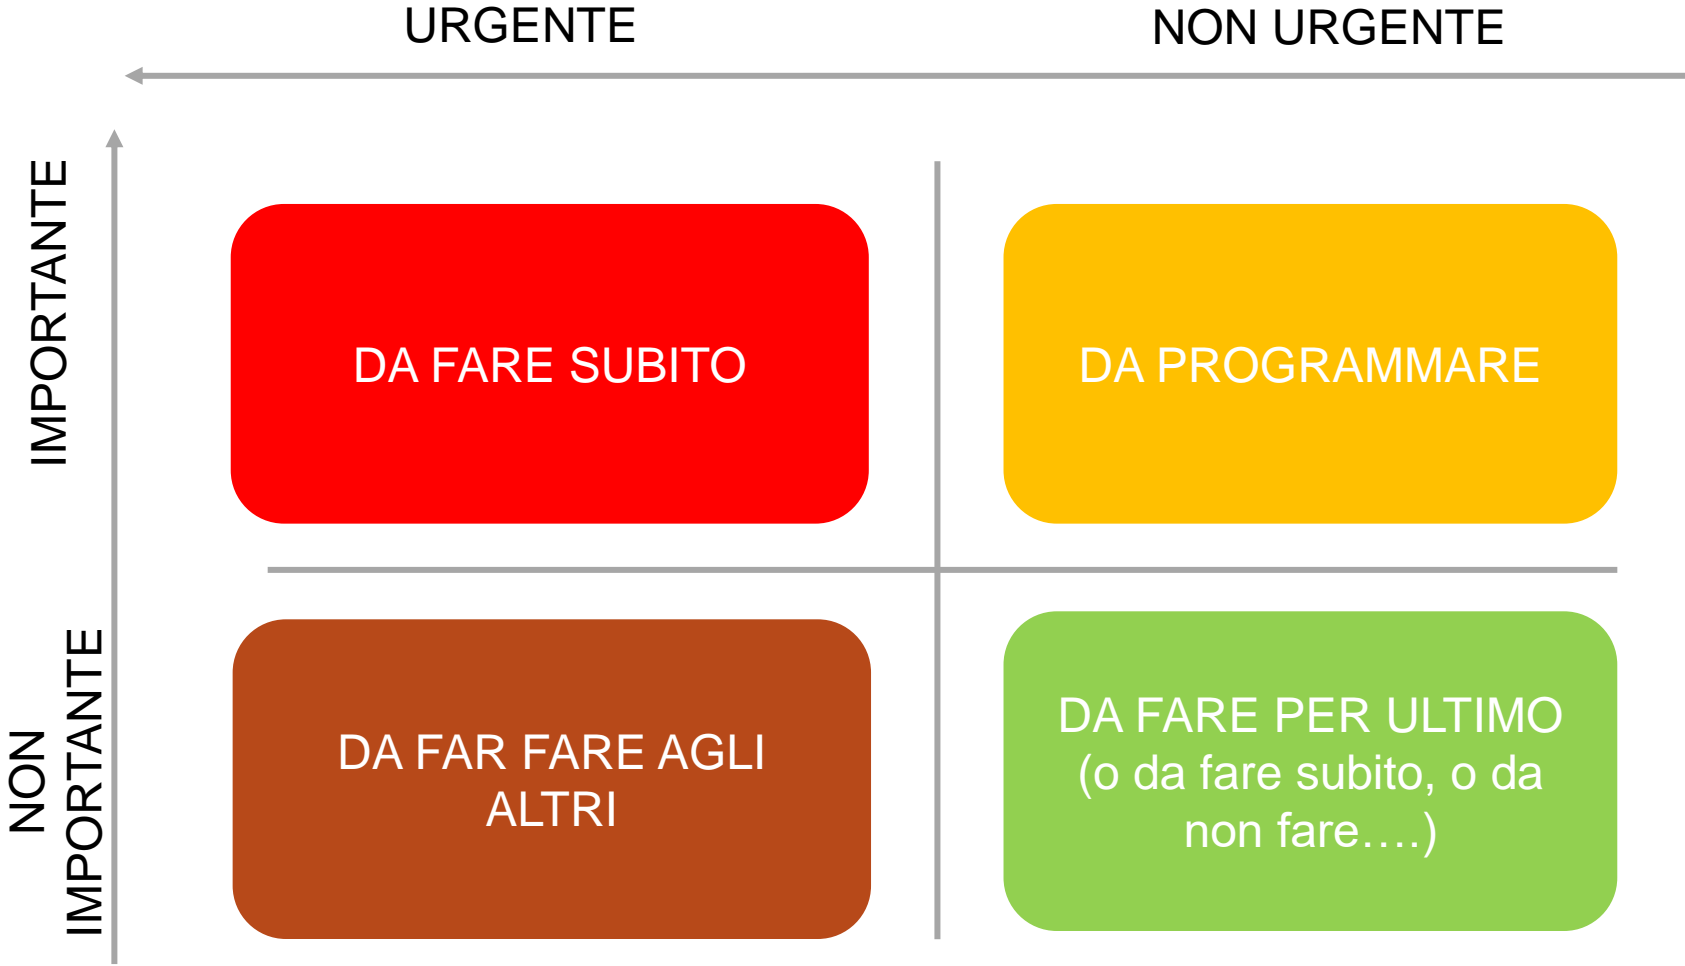 URGENTE
NON URGENTE
IMPORTANTE
DA FARE SUBITO
DA PROGRAMMARE
NON
IMPORTANTE
DA FAR FARE AGLI
ALTRI
DA FARE PER ULTIMO
(o da fare subito, o da
non fare….)